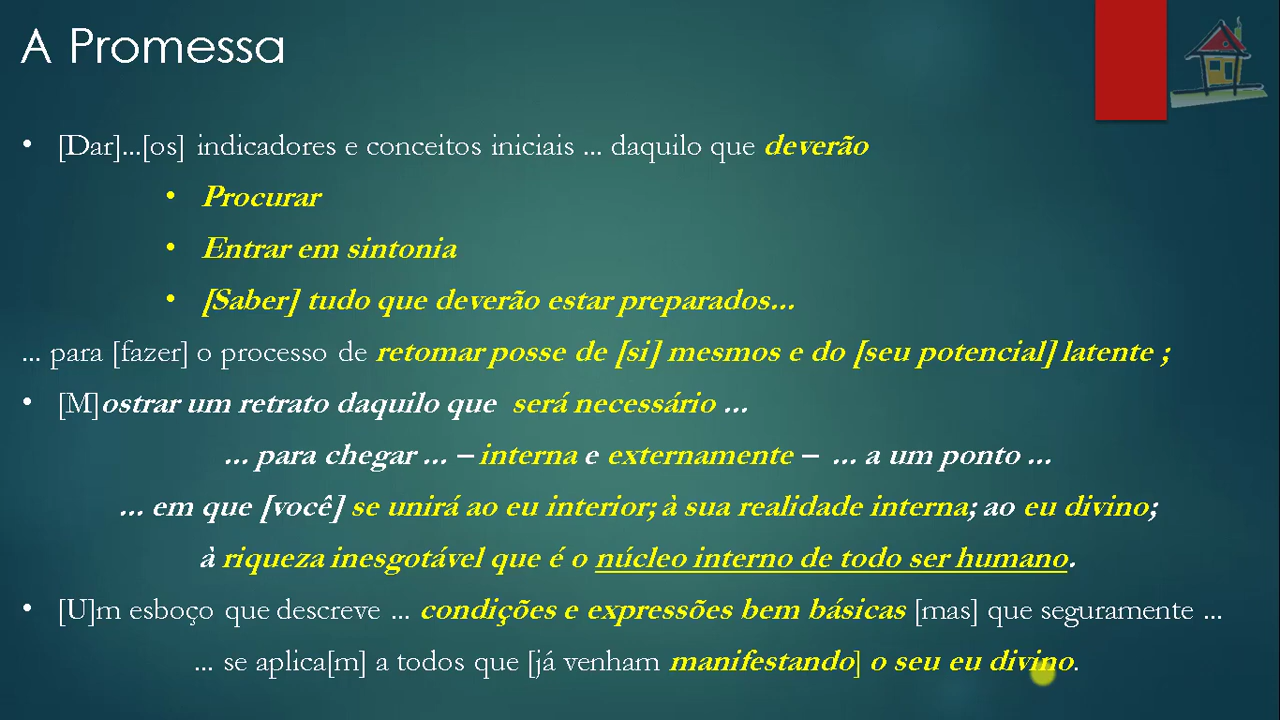 A Promessa
• [Dar]...[os] indicadores e conceitos iniciais ... daquilo que deverão
• Procurar
• Entrar em sintonia
• [Saber] tudo que deverão estar preparados...
... para [fazer] o processo de retomar posse de [si] mesmos e do [seu potencial] latente ;
• [M]ostrar um retrato daquilo que será necessário ...
... para chegar ... – interna e externamente – ... a um ponto ...
... em que [você] se unirá ao eu interior; à sua realidade interna; ao eu divino;
à riqueza inesgotável que é o núcleo interno de todo ser humano.
• [U]m esboço que descreve ... condições e expressões bem básicas [mas] que seguramente ...
... se aplica[m] a todos que [já venham manifestando] o seu eu divino.